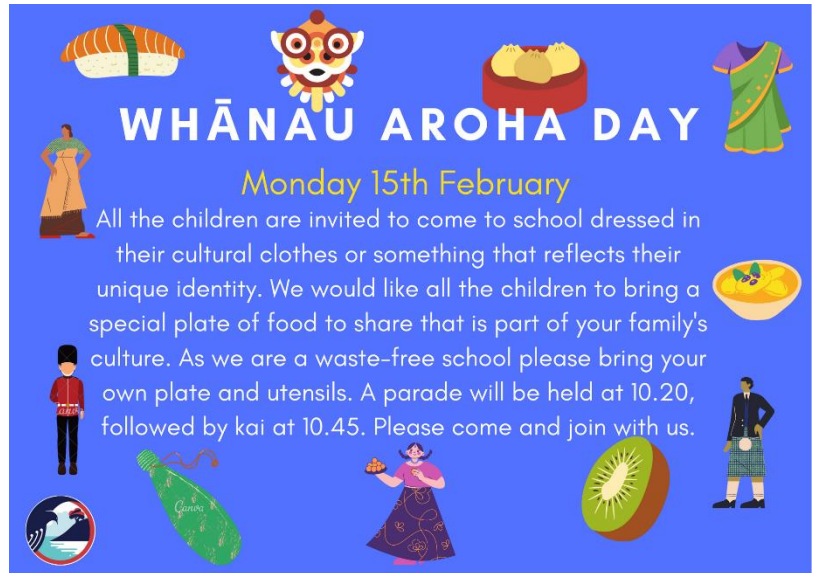 WHĀNAU AROHA DAY
Monday 15th February
All the children are invited to come to school dressed in
their cultural clothes or something that reflects their
unique identity. We would like all the children to bring a
special plate of food to share that is part of your family's
culture. As we are a waste-free school please bring your
own plate and utensils. A parade will be held at 10.20,
followed by kai at 10.45. Please come and join with us.
Canva